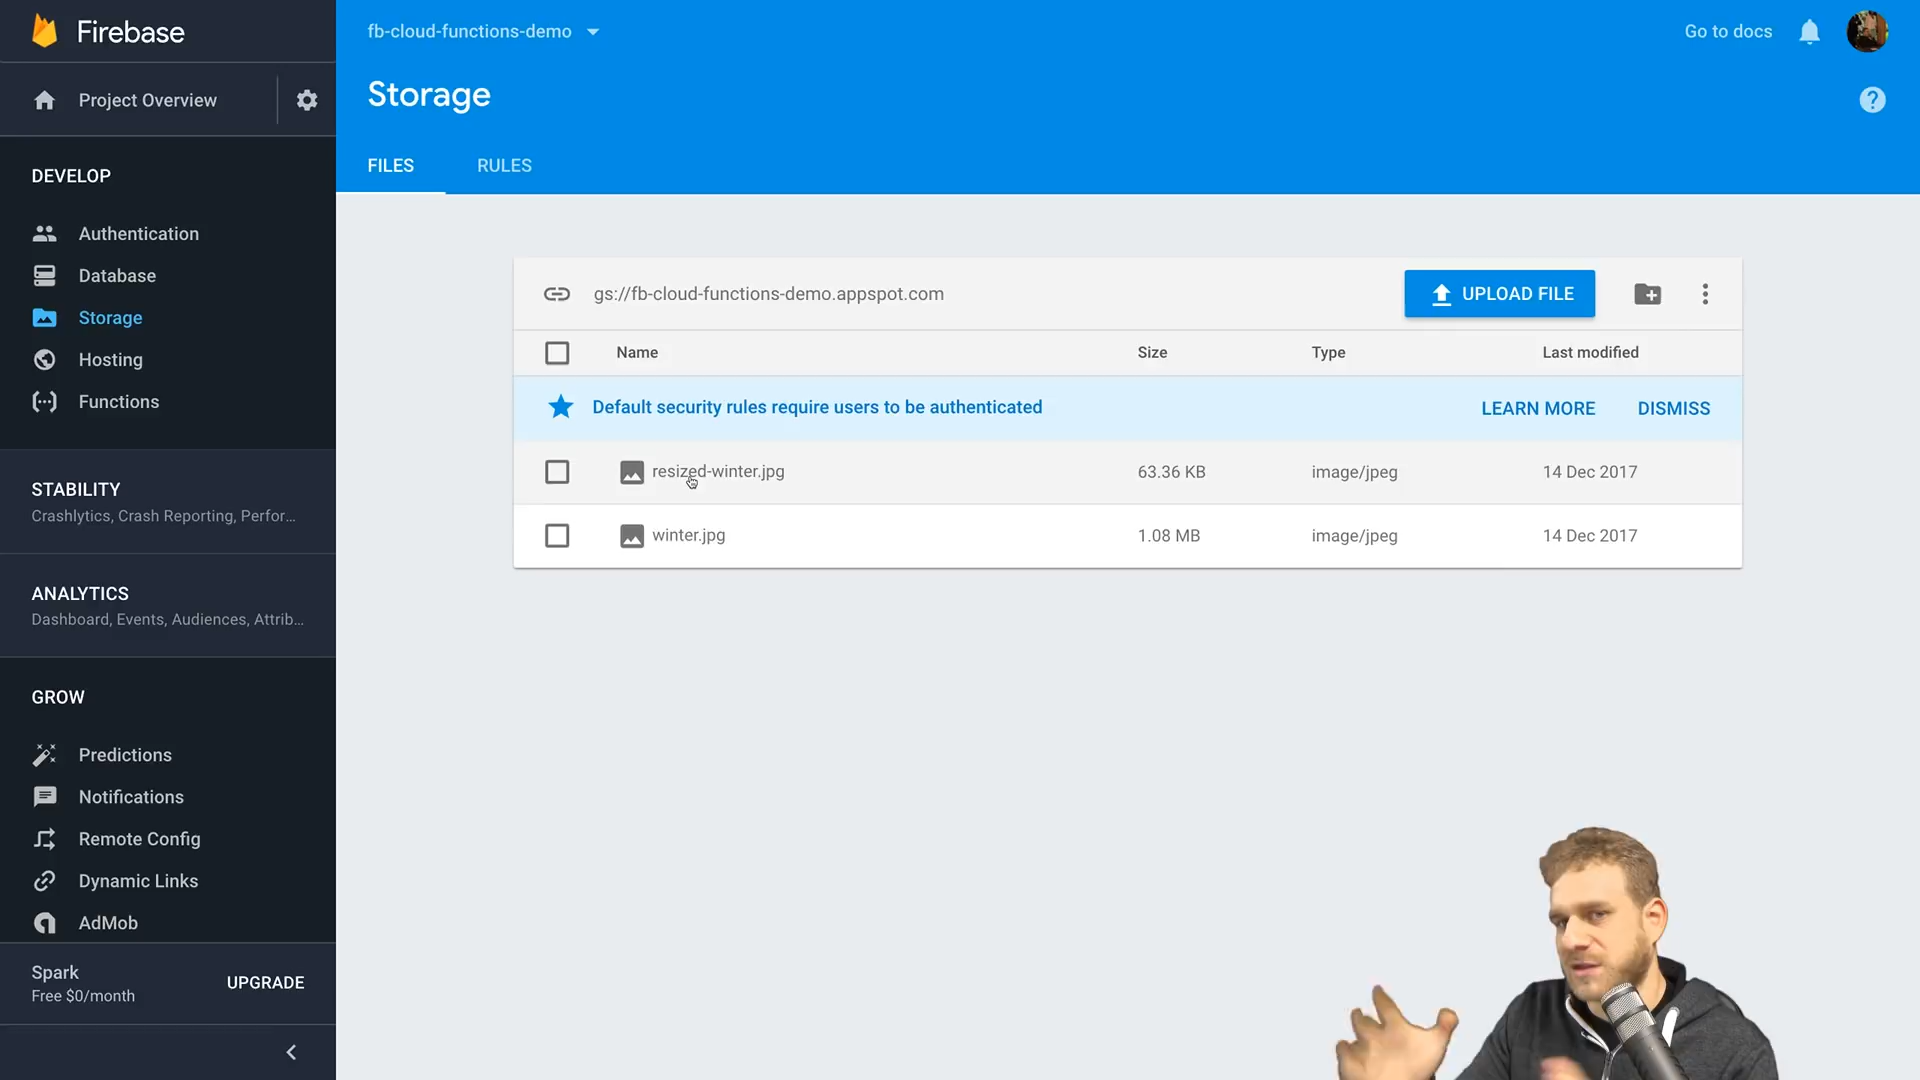 Firebase
fb-cloud-functions-demo
Go to docs
Project Overview
Storage
FILES
RULES
DEVELOP
Authentication
Database
Storage
Hosting
Functions
gs://fb-cloud-functions-demo.appspot.com
UPLOAD FILE
Name Size Type Last modified
Default security rules require users to be authenticated
LEARN MORE DISMISS
resized-winter.jpg 63.36 KB image/jpeg 14 Dec 2017
winter.jpg 1.08 MB image/jpeg 14 Dec 2017
STABILITY
Crashlytics, Crash Reporting, Perfor...
ANALYTICS
Dashboard, Events, Audiences, Attrib...
GROW
Predictions
Notifications
Remote Config
Dynamic Links
AdMob
Spark
Free $0/month
UPGRADE